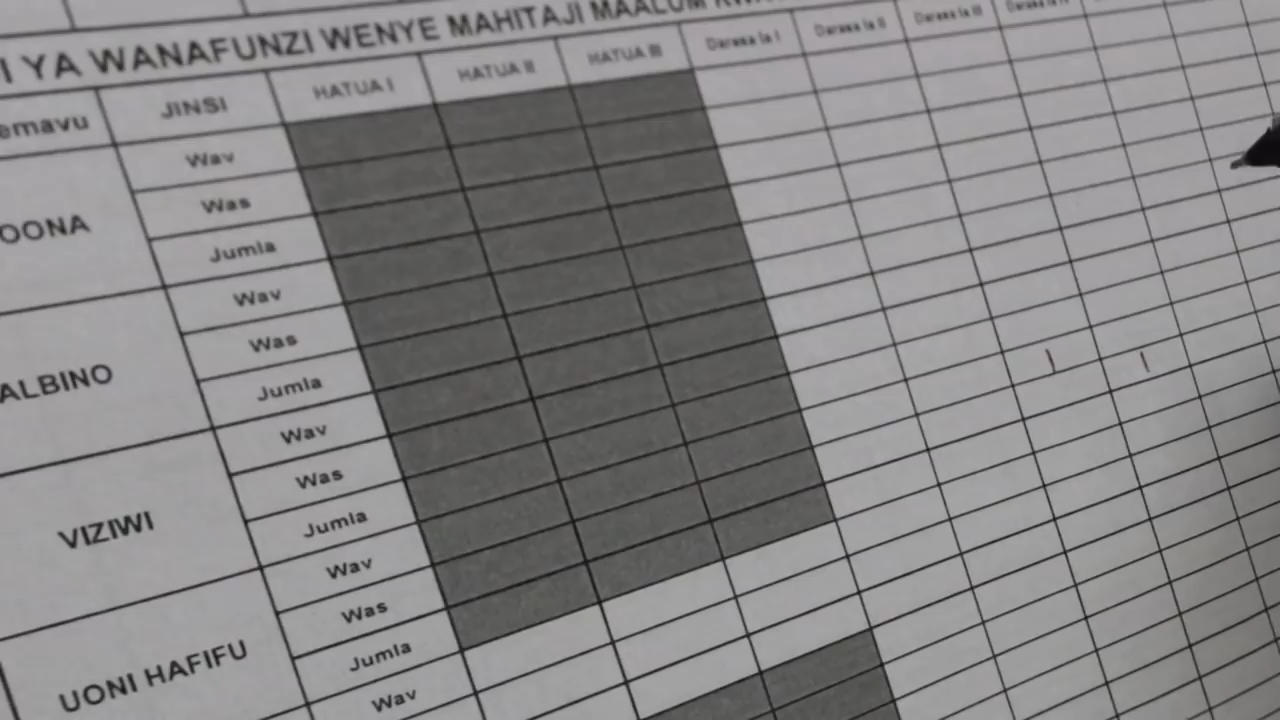 I YA WANAFUNZI WENYE MAHITAJI MAALUM
emavu JINSI HATUA I HATUA II HATUA III Darasa la I Darasa la II Darasa la III
OONA
Wav
Was
Jumla
ALBINO
Wav
Was
Jumla
VIZIWI
Wav
Was
Jumla
UONI HAFIFU
Wav
Was
Jumla
Wav